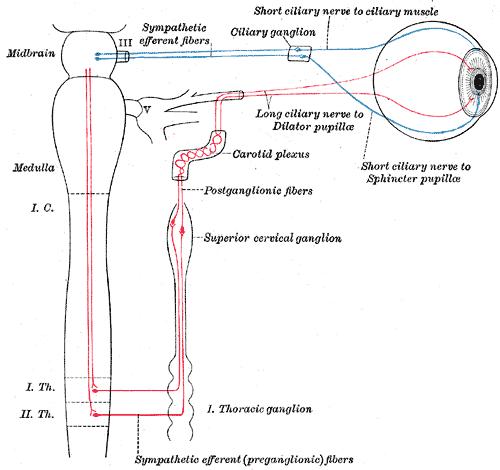 Short ciliary nerve to ciliary muscle
Sympathetic
efferent fibers
Ciliary ganglion
III
Midbrain
V
Long ciliary nerve to
Dilator pupillæ
Carotid plexus
Medulla
Short ciliary nerve to
Sphincter pupillæ
Postganglionic fibers
I. C.
Superior cervical ganglion
I. Th.
II. Th.
I. Thoracic ganglion
Sympathetic efferent (preganglionic) fibers